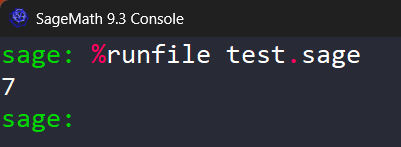 SageMath 9.3 Console
sage: %runfile test.sage
7
sage: